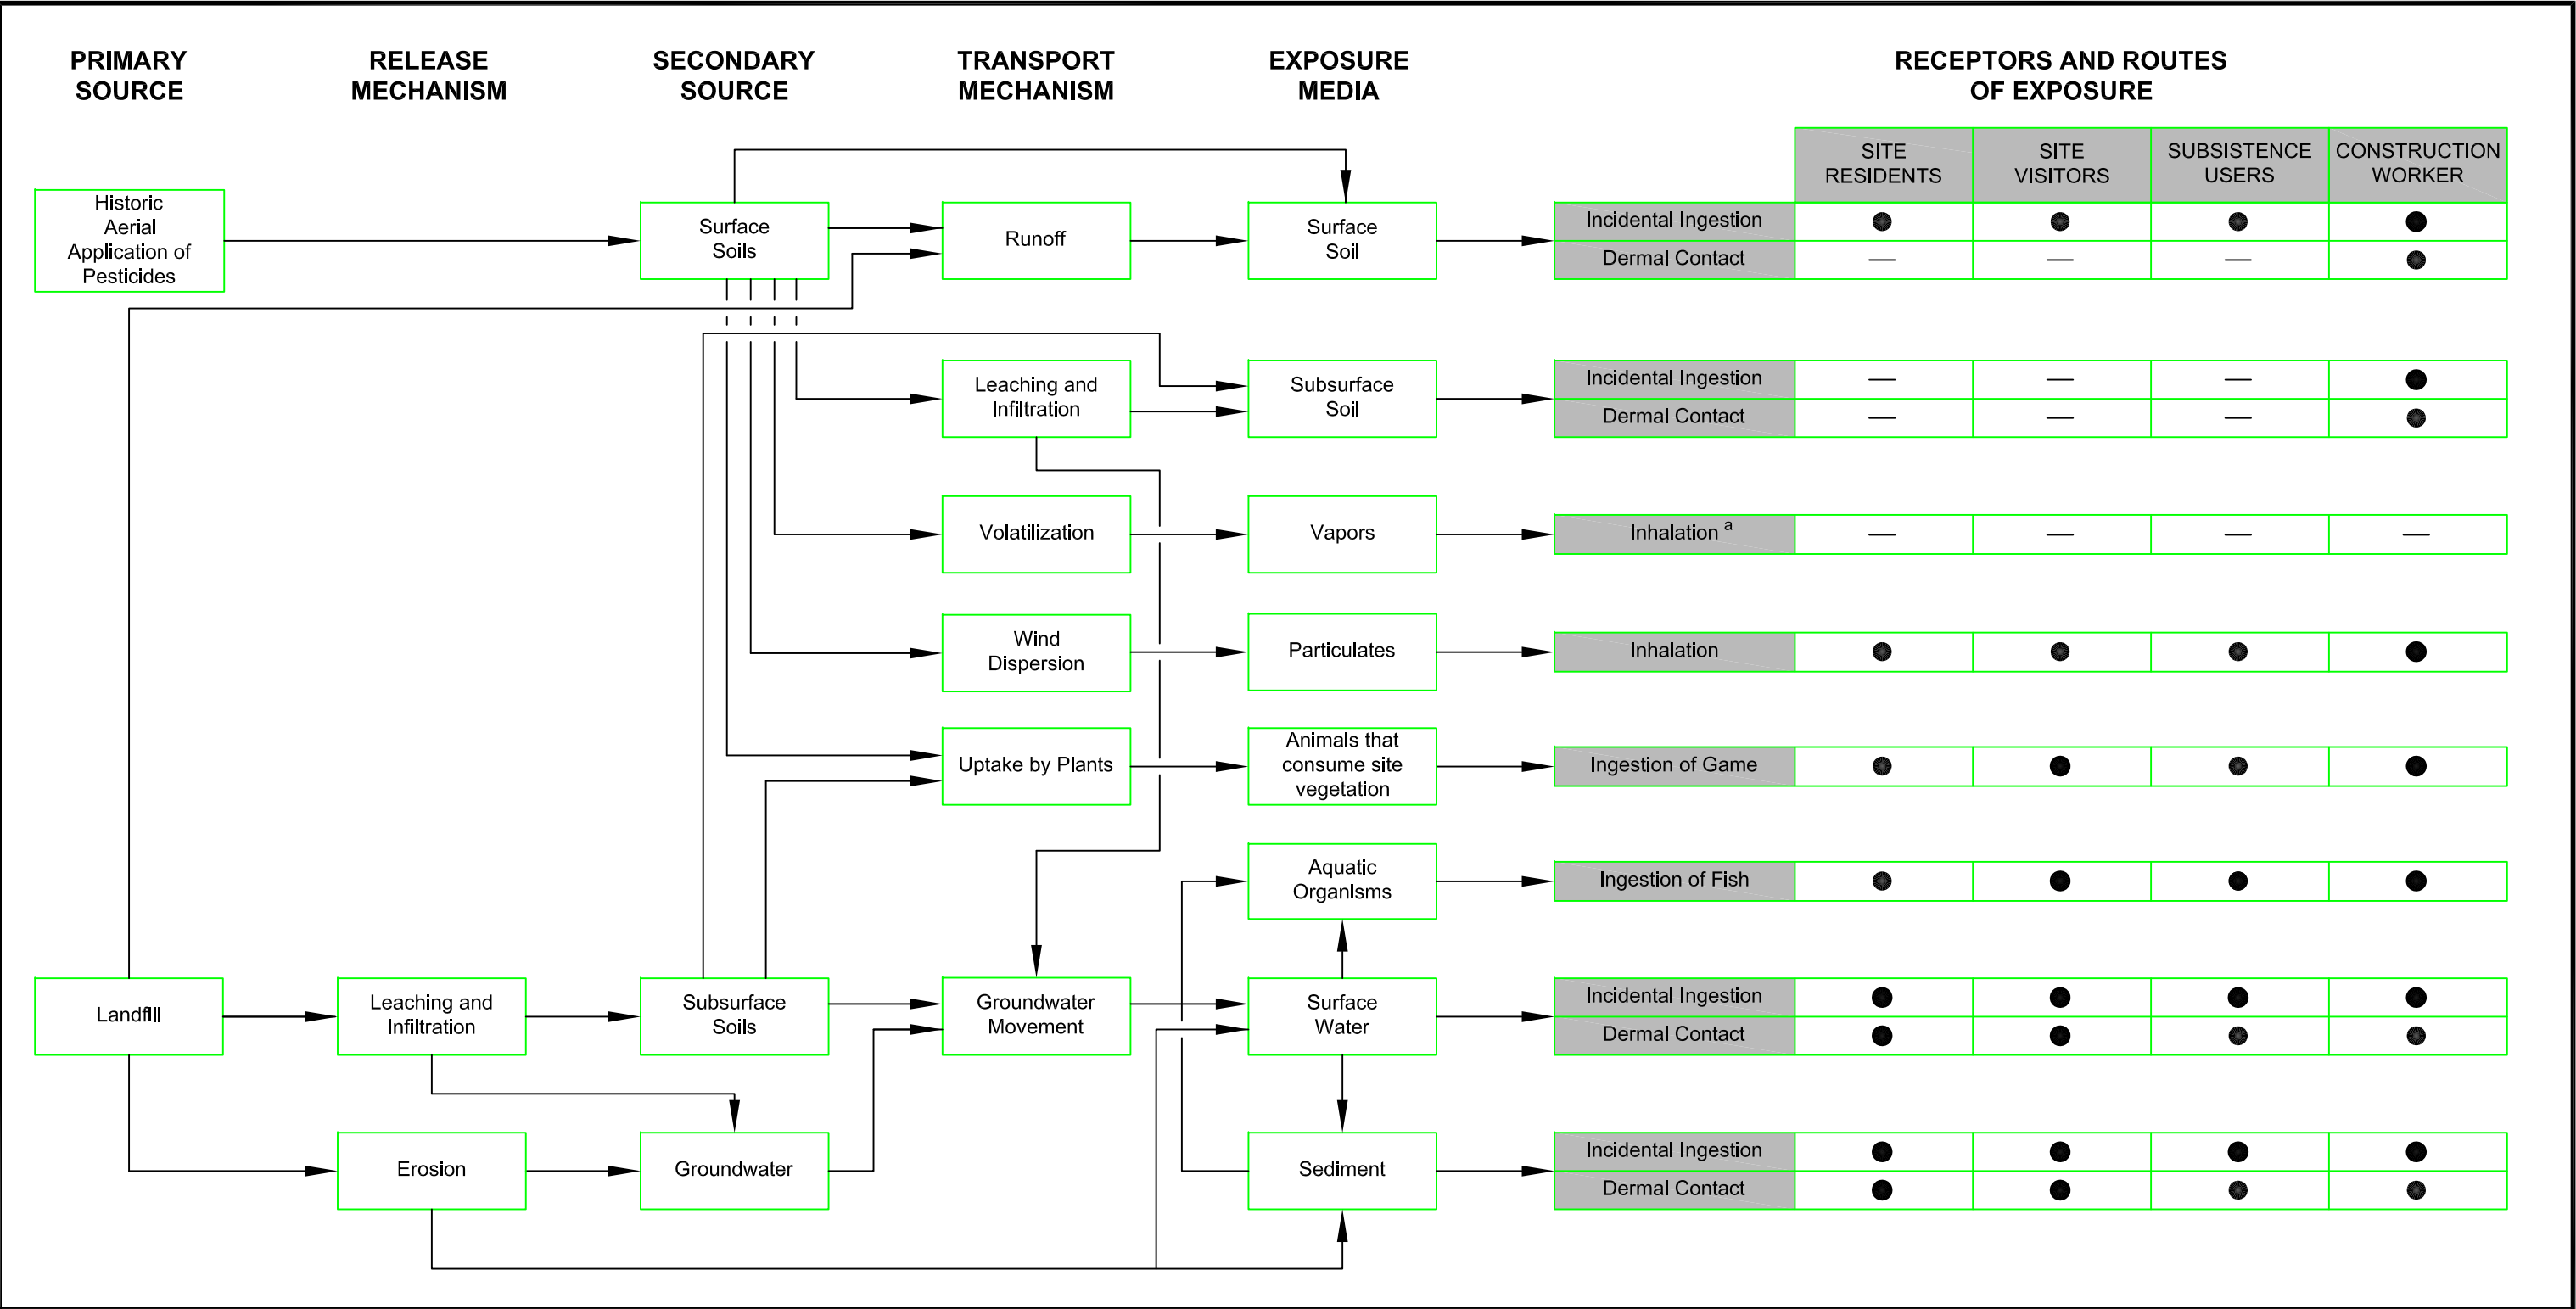 PRIMARY
SOURCE
RELEASE
MECHANISM
SECONDARY
SOURCE
TRANSPORT
MECHANISM
EXPOSURE
MEDIA
RECEPTORS AND ROUTES
OF EXPOSURE
SITE
RESIDENTS
SITE
VISITORS
SUBSISTENCE
USERS
CONSTRUCTION
WORKER
Historic
Aerial
Application of
Pesticides
Surface
Soils
Runoff
Surface
Soil
Incidental Ingestion
Dermal Contact
Leaching and
Infiltration
Subsurface
Soil
Incidental Ingestion
Dermal Contact
Volatilization
Vapors
Inhalation a
Wind
Dispersion
Particulates
Inhalation
Uptake by Plants
Animals that
consume site
vegetation
Ingestion of Game
Aquatic
Organisms
Ingestion of Fish
Landfill
Leaching and
Infiltration
Subsurface
Soils
Groundwater
Movement
Surface
Water
Incidental Ingestion
Dermal Contact
Erosion
Groundwater
Sediment
Incidental Ingestion
Dermal Contact